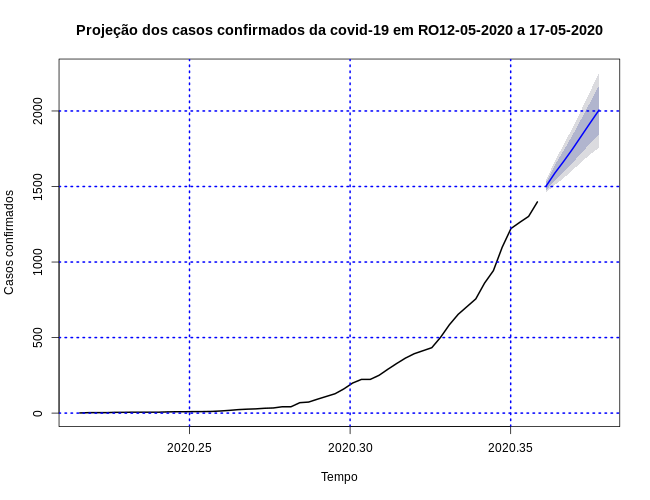 Projeção dos casos confirmados da covid-19 em RO12-05-2020 a 17-05-2020
Casos confirmados
2000
1500
1000
500
0
2020.25 2020.30 2020.35
Tempo